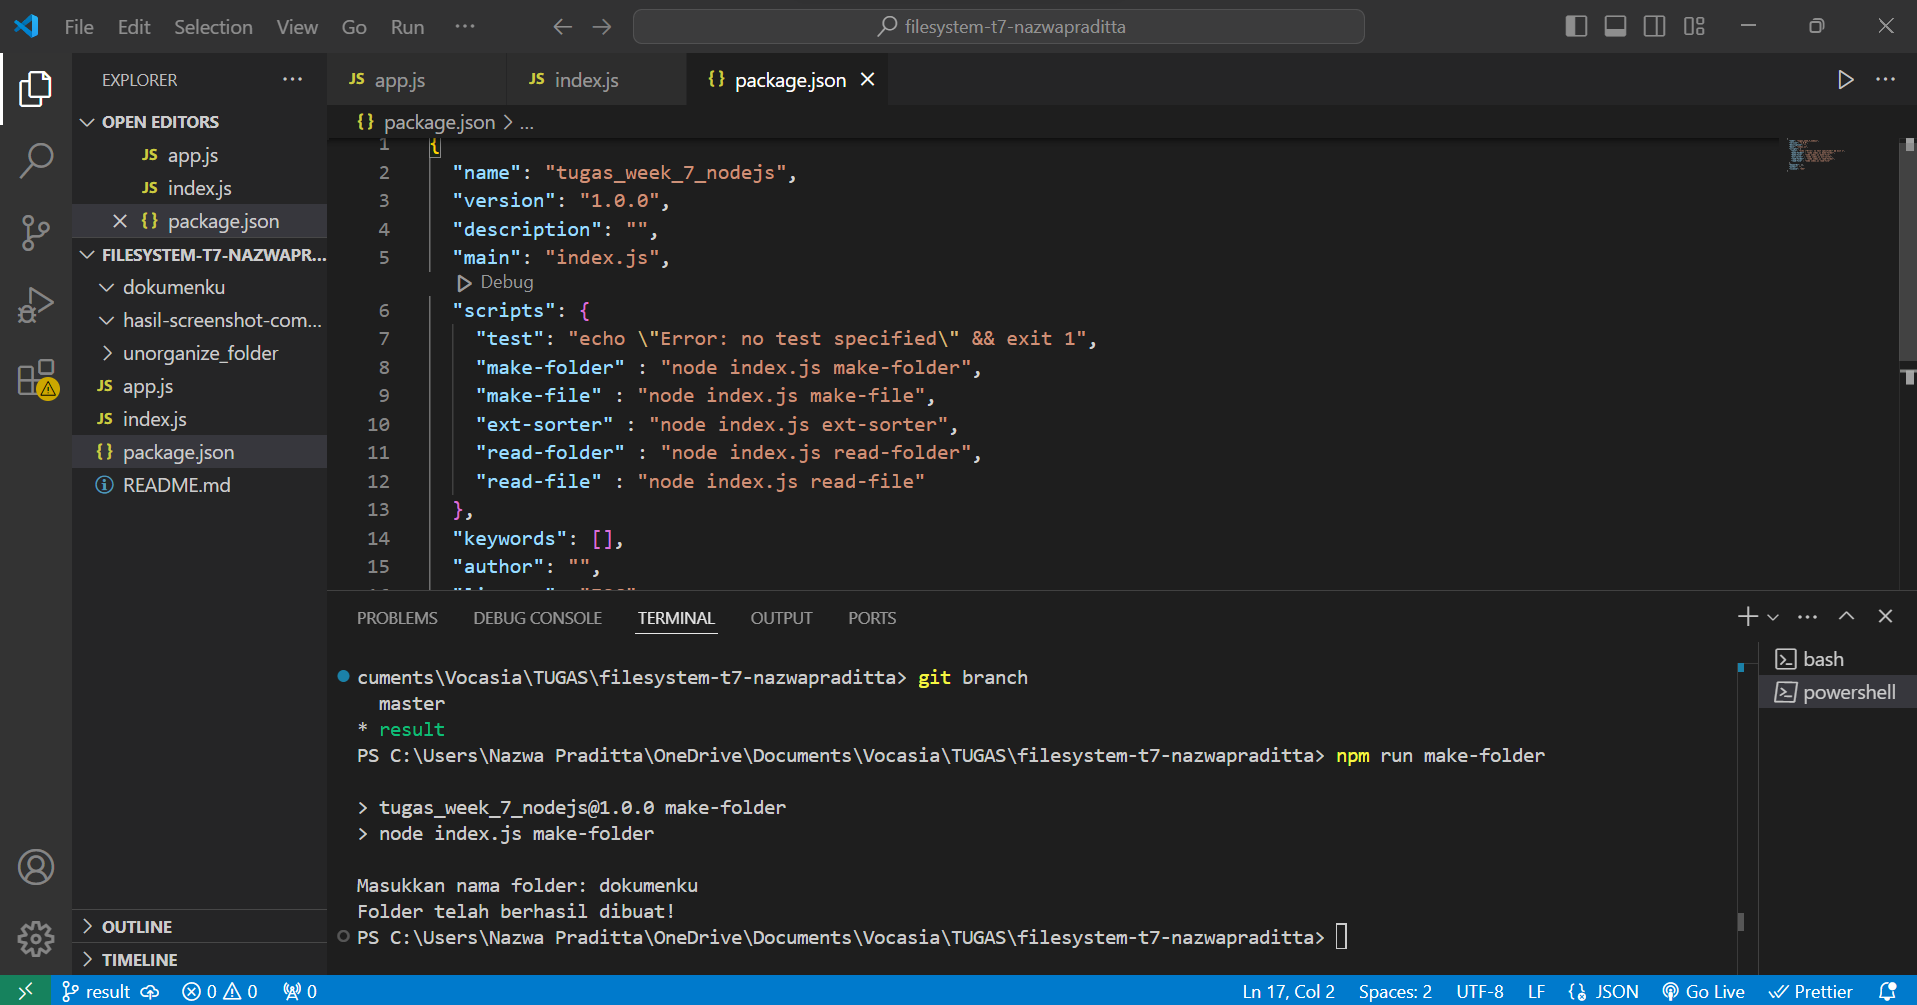 File Edit Selection View Go Run ··· filesystem-t7-nazwapraditta
EXPLORER
OPEN EDITORS
JS app.js
JS index.js
{} package.json
FILESYSTEM-T7-NAZWAPR...
dokumenku
hasil-screenshot-com...
unorganize_folder
JS app.js
JS index.js
{} package.json
README.md
OUTLINE
TIMELINE
JS app.js JS index.js {} package.json
{} package.json > ...
1 {
2 "name": "tugas_week_7_nodejs",
3 "version": "1.0.0",
4 "description": "",
5 "main": "index.js",
Debug
6 "scripts": {
7 "test": "echo \"Error: no test specified\" && exit 1",
8 "make-folder" : "node index.js make-folder",
9 "make-file" : "node index.js make-file",
10 "ext-sorter" : "node index.js ext-sorter",
11 "read-folder" : "node index.js read-folder",
12 "read-file" : "node index.js read-file"
13 },
14 "keywords": [],
15 "author": "",
PROBLEMS DEBUG CONSOLE TERMINAL OUTPUT PORTS
cuments\Vocasia\TUGAS\filesystem-t7-nazwapraditta> git branch
master
* result
PS C:\Users\Nazwa Praditta\OneDrive\Documents\Vocasia\TUGAS\filesystem-t7-nazwapraditta> npm run make-folder
> tugas_week_7_nodejs@1.0.0 make-folder
> node index.js make-folder
Masukkan nama folder: dokumenku
Folder telah berhasil dibuat!
PS C:\Users\Nazwa Praditta\OneDrive\Documents\Vocasia\TUGAS\filesystem-t7-nazwapraditta>
bash
powershell
result 0 0 0 Ln 17, Col 2 Spaces: 2 UTF-8 LF {} JSON Go Live Prettier